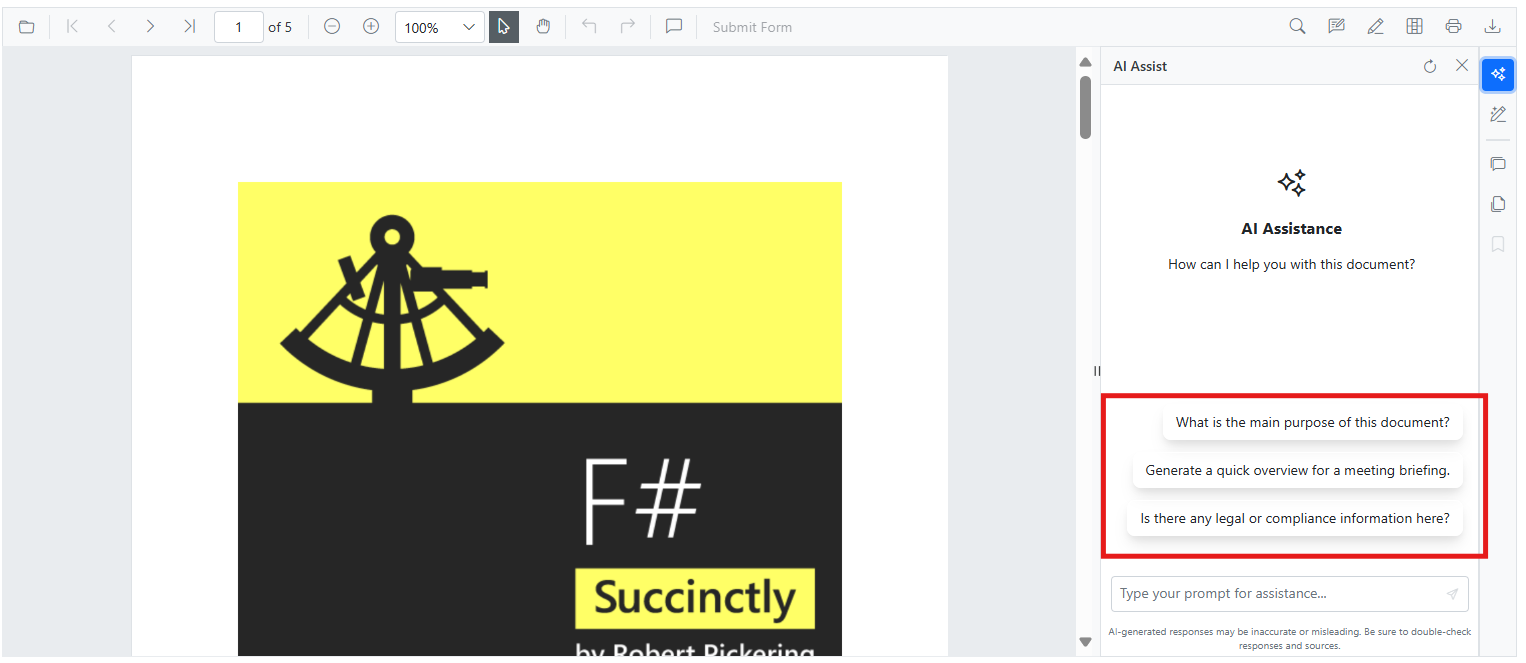 1 of 5 100% Submit Form
AI Assist
AI Assistance
How can I help you with this document?
What is the main purpose of this document?
Generate a quick overview for a meeting briefing.
Is there any legal or compliance information here?
Type your prompt for assistance...
AI-generated responses may be inaccurate or misleading. Be sure to double-check
responses and sources.
F#
Succinctly
by Robert Pickering